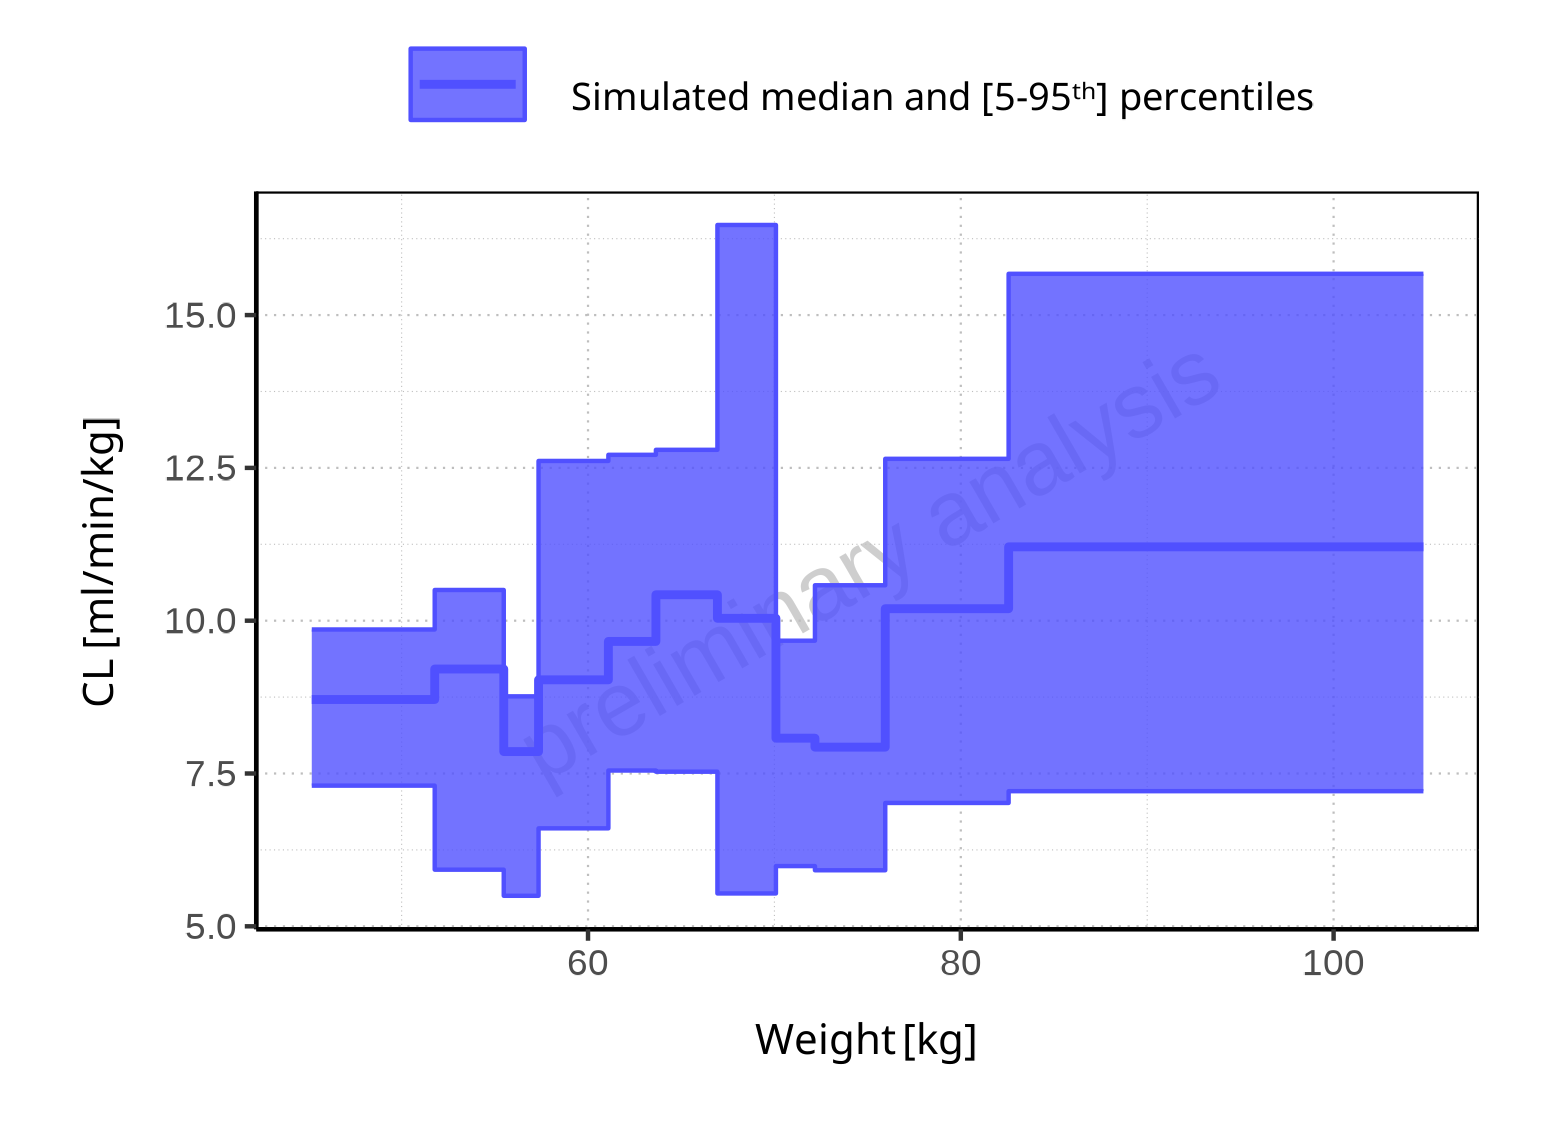 Simulated median and [5-95ᵗʰ] percentiles
15.0
12.5
10.0
7.5
5.0
CL [ml/min/kg]
preliminary analysis
60 80 100
Weight [kg]